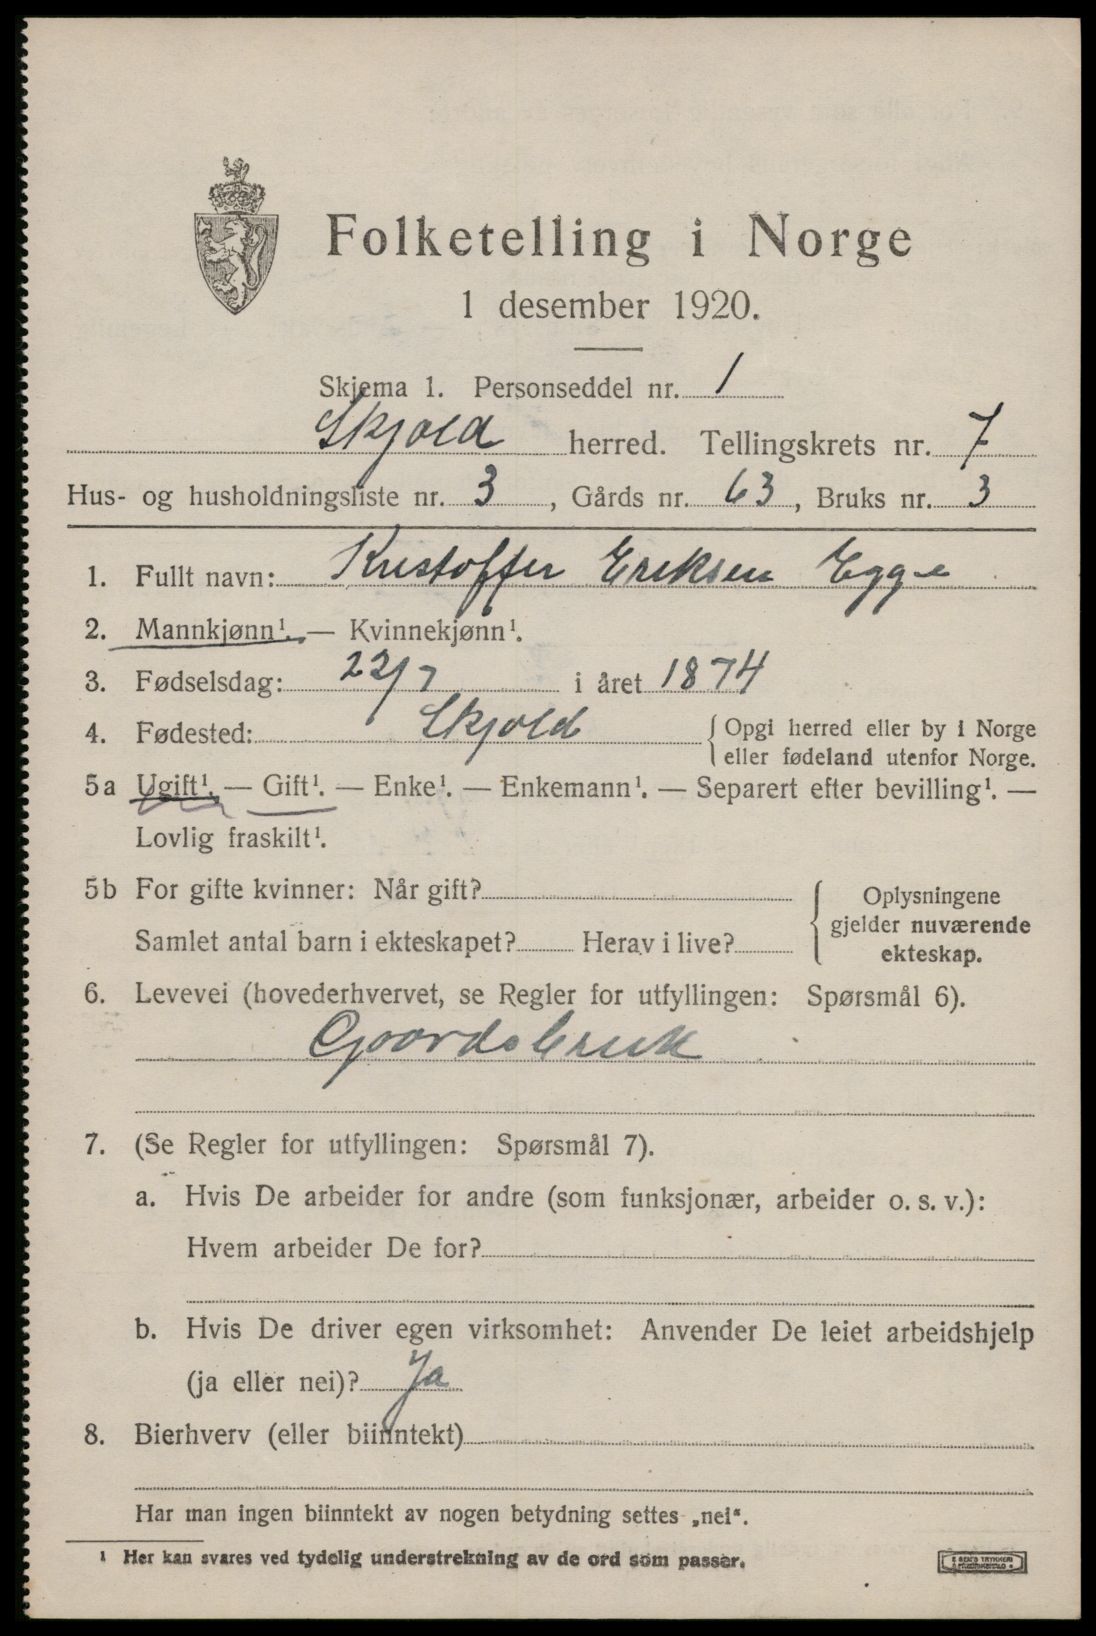 Folketelling i Norge
1 desember 1920.
Skjema 1. Personseddel nr. 1
Skjold herred. Tellingskrets nr. 7
Hus- og husholdningsliste nr. 3, Gårds nr. 63, Bruks nr. 3
1. Fullt navn: Kristoffer Eriksen Egge
2. Mannkjønn¹. — Kvinnekjønn¹.
3. Fødselsdag: 22/7 i året 1874
4. Fødested: Skjold { Opgi herred eller by i Norge
eller fødeland utenfor Norge.
5a Ugift¹. — Gift¹. — Enke¹. — Enkemann¹. — Separert efter bevilling¹. —
Lovlig fraskilt¹.
5b For gifte kvinner: Når gift?
Samlet antal barn i ekteskapet? Herav i live?
{ Oplysningene
gjelder nuværende
ekteskap.
6. Levevei (hovederhvervet, se Regler for utfyllingen: Spørsmål 6).
Gaardsbruk
7. (Se Regler for utfyllingen: Spørsmål 7).
a. Hvis De arbeider for andre (som funksjonær, arbeider o. s. v.):
Hvem arbeider De for?
b. Hvis De driver egen virksomhet: Anvender De leiet arbeidshjelp
(ja eller nei)? Ja
8. Bierhverv (eller biinntekt)
Har man ingen biinntekt av nogen betydning settes „nei“.
¹ Her kan svares ved tydelig understrekning av de ord som passer.